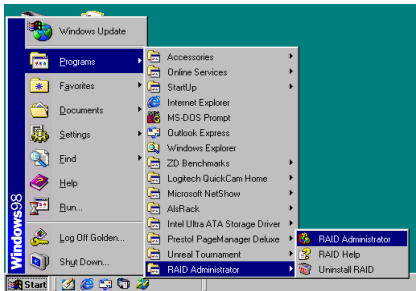 Windows Update
Programs
Favorites
Documents
Settings
Find
Help
Run...
Log Off Golden...
Shut Down...
Windows98
Accessories
Online Services
StartUp
Internet Explorer
MS-DOS Prompt
Outlook Express
Windows Explorer
ZD Benchmarks
Logitech QuickCam Home
Microsoft NetShow
AlsRack
Intel Ultra ATA Storage Driver
Presto! PageManager Deluxe
Unreal Tournament
RAID Administrator
RAID Administrator
RAID Help
Uninstall RAID
Start